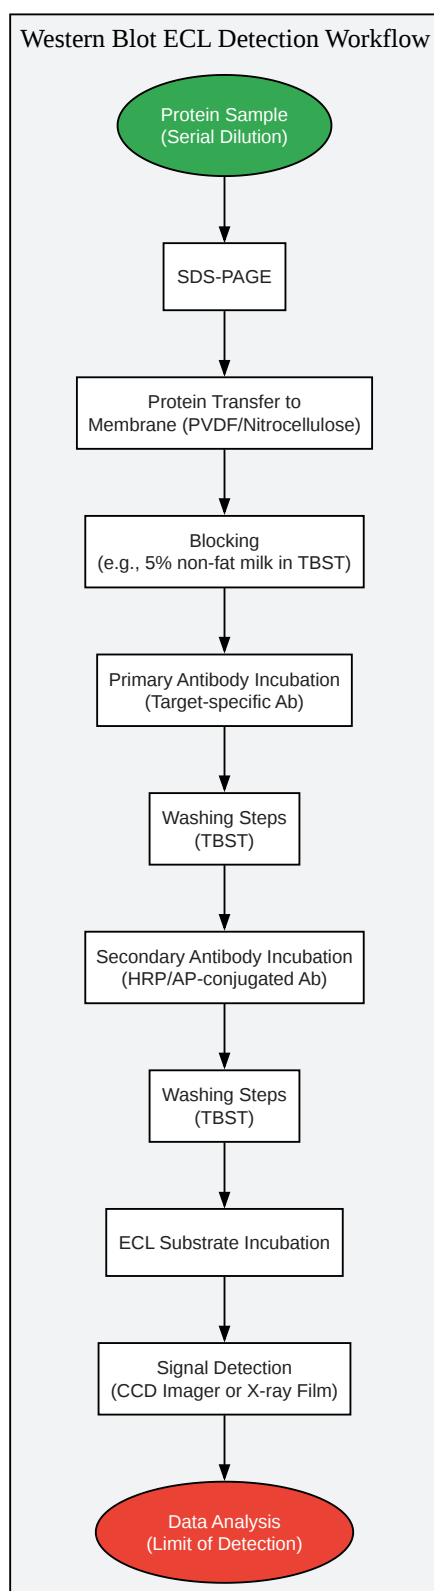 Western Blot ECL Detection Workflow
Protein Sample
(Serial Dilution)
SDS-PAGE
Protein Transfer to
Membrane (PVDF/Nitrocellulose)
Blocking
(e.g., 5% non-fat milk in TBST)
Primary Antibody Incubation
(Target-specific Ab)
Washing Steps
(TBST)
Secondary Antibody Incubation
(HRP/AP-conjugated Ab)
Washing Steps
(TBST)
ECL Substrate Incubation
Signal Detection
(CCD Imager or X-ray Film)
Data Analysis
(Limit of Detection)